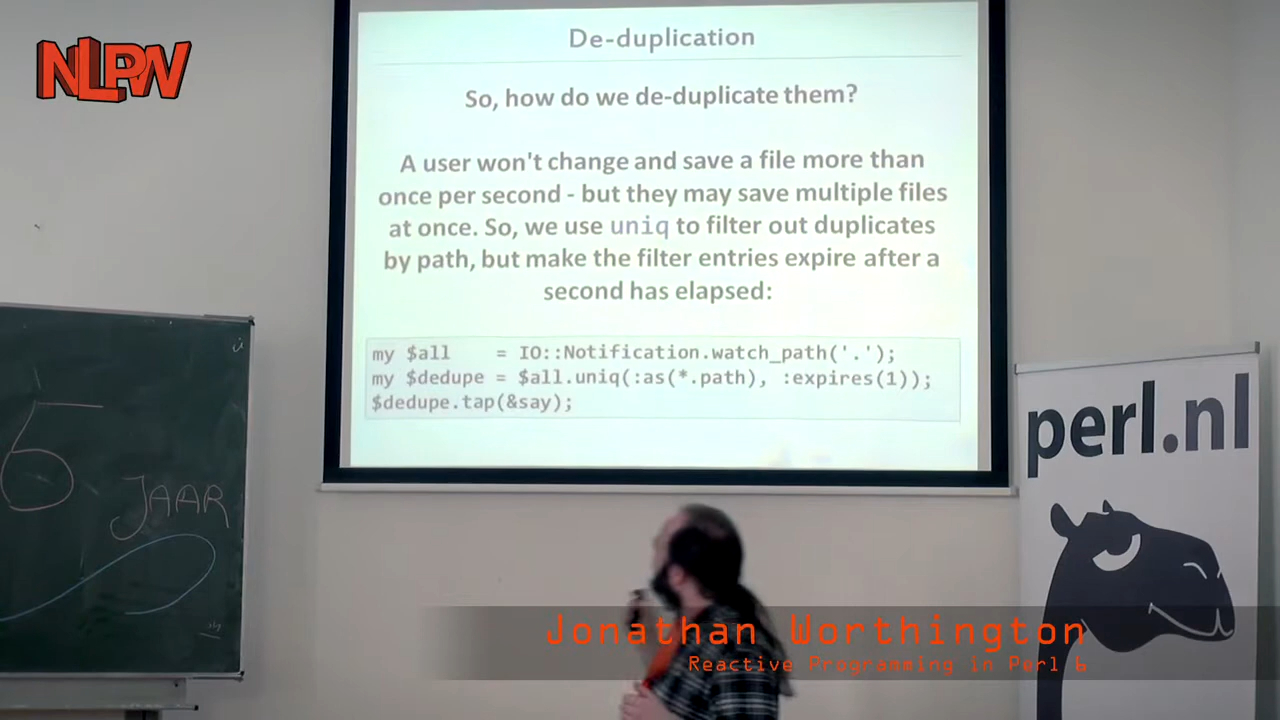 NLPW
De-duplication
So, how do we de-duplicate them?
A user won't change and save a file more than
once per second - but they may save multiple files
at once. So, we use uniq to filter out duplicates
by path, but make the filter entries expire after a
second has elapsed:
my $all    = IO::Notification.watch_path('.');
my $dedupe = $all.uniq(:as(*.path), :expires(1));
$dedupe.tap(&say);
5
JAAR
perl.nl
Jonathan Worthington
Reactive Programming in Perl 6